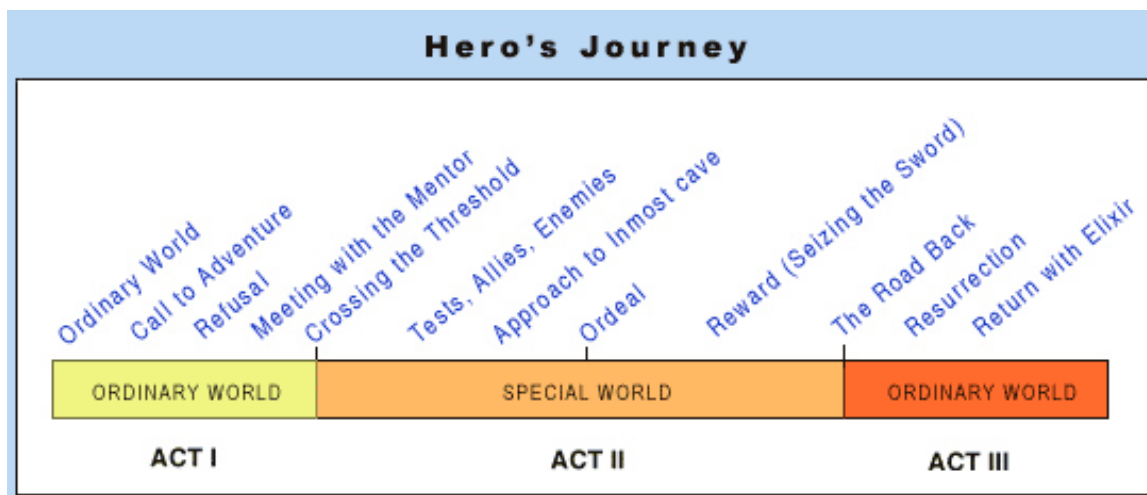 Hero's Journey
Ordinary World
Call to Adventure
Refusal
Meeting with the Mentor
Crossing the Threshold
Tests, Allies, Enemies
Approach to Inmost cave
Ordeal
Reward (Seizing the Sword)
The Road Back
Resurrection
Return with Elixir
ORDINARY WORLD
SPECIAL WORLD
ORDINARY WORLD
ACT I
ACT II
ACT III